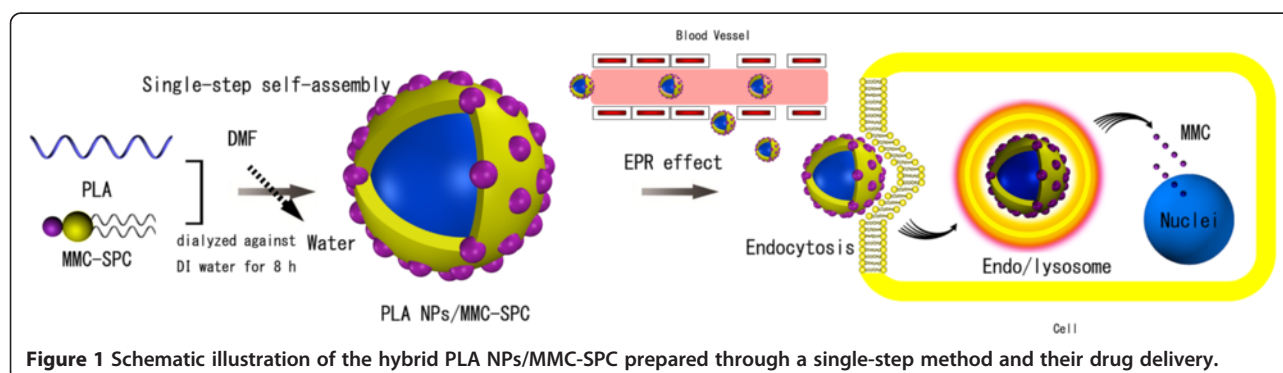 Single-step self-assembly
PLA
MMC-SPC
DMF
Water
dialyzed against
DI water for 8 h
PLA NPs/MMC-SPC
Blood Vessel
EPR effect
Endocytosis
Endo/lysosome
MMC
Nuclei
Cell
Figure 1 Schematic illustration of the hybrid PLA NPs/MMC-SPC prepared through a single-step method and their drug delivery.